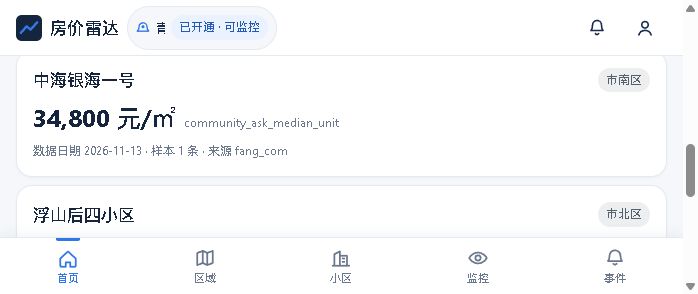 房价雷达 已开通 · 可监控
中海银海一号 市南区
34,800 元/㎡ community_ask_median_unit
数据日期 2026-11-13 · 样本 1 条 · 来源 fang_com
浮山后四小区 市北区
首页 区域 小区 监控 事件